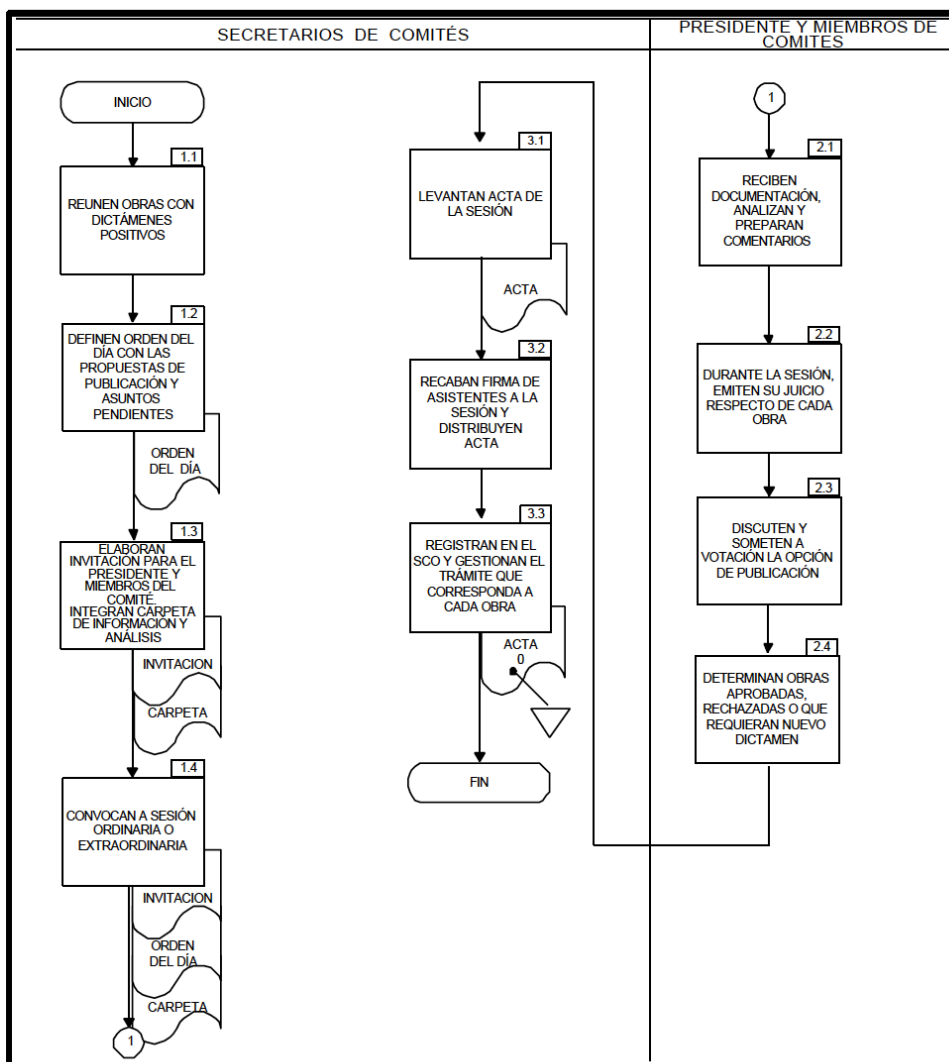 SECRETARIOS DE COMITÉS
PRESIDENTE Y MIEMBROS DE
COMITES
INICIO
1.1
REUNEN OBRAS CON
DICTÁMENES
POSITIVOS
1.2
DEFINEN ORDEN DEL
DÍA CON LAS
PROPUESTAS DE
PUBLICACIÓN Y
ASUNTOS
PENDIENTES
ORDEN
DEL DÍA
1.3
ELABORAN
INVITACIÓN PARA EL
PRESIDENTE Y
MIEMBROS DEL
COMITÉ.
INTEGRAN CARPETA
DE INFORMACIÓN Y
ANÁLISIS
INVITACION
CARPETA
1.4
CONVOCAN A SESIÓN
ORDINARIA O
EXTRAORDINARIA
INVITACION
ORDEN
DEL DÍA
CARPETA
1
3.1
LEVANTAN ACTA DE
LA SESIÓN
ACTA
3.2
RECABAN FIRMA DE
ASISTENTES A LA
SESIÓN Y
DISTRIBUYEN
ACTA
3.3
REGISTRAN EN EL
SCO Y GESTIONAN EL
TRÁMITE QUE
CORRESPONDA A
CADA OBRA
ACTA
0
FIN
1
2.1
RECIBEN
DOCUMENTACIÓN,
ANALIZAN Y
PREPARAN
COMENTARIOS
2.2
DURANTE LA SESIÓN,
EMITEN SU JUICIO
RESPECTO DE CADA
OBRA
2.3
DISCUTEN Y
SOMETEN A
VOTACIÓN LA OPCIÓN
DE PUBLICACIÓN
2.4
DETERMINAN OBRAS
APROBADAS,
RECHAZADAS O QUE
REQUIERAN NUEVO
DICTAMEN